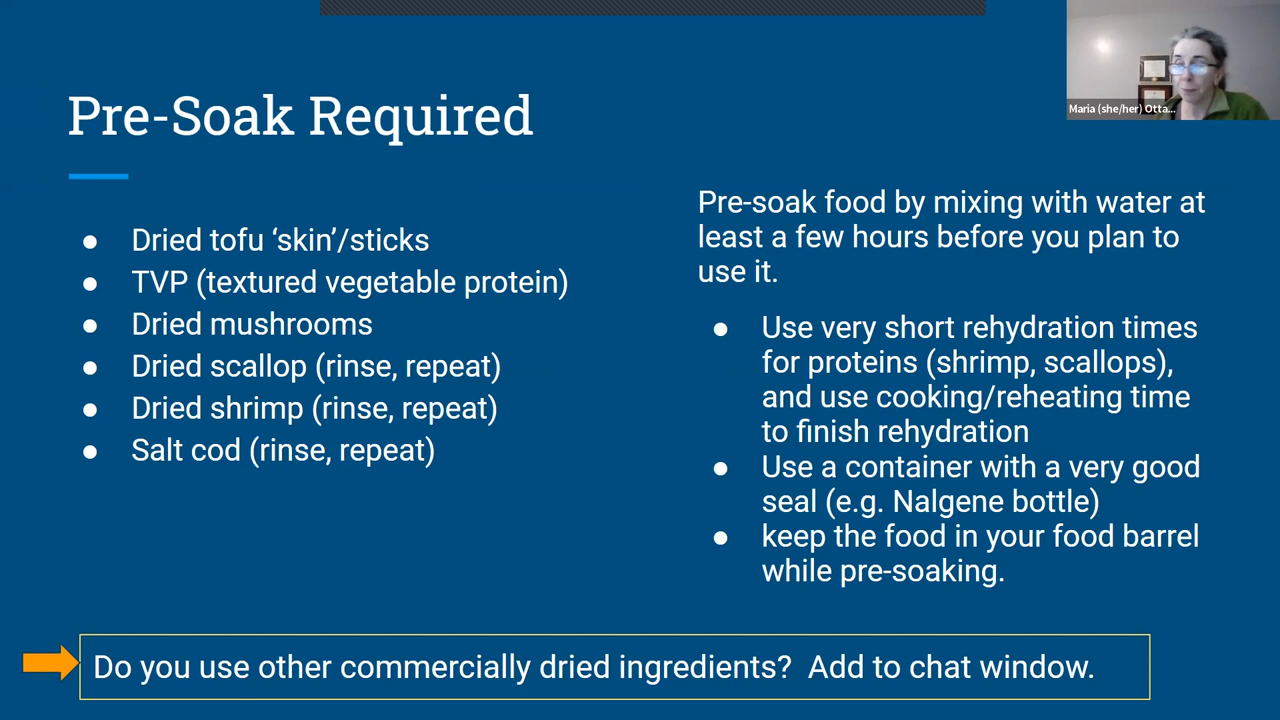 Maria (she/her) Otta...
Pre-Soak Required
● Dried tofu ‘skin’/sticks
● TVP (textured vegetable protein)
● Dried mushrooms
● Dried scallop (rinse, repeat)
● Dried shrimp (rinse, repeat)
● Salt cod (rinse, repeat)
Pre-soak food by mixing with water at
least a few hours before you plan to
use it.
● Use very short rehydration times
for proteins (shrimp, scallops),
and use cooking/reheating time
to finish rehydration
● Use a container with a very good
seal (e.g. Nalgene bottle)
● keep the food in your food barrel
while pre-soaking.
Do you use other commercially dried ingredients?  Add to chat window.